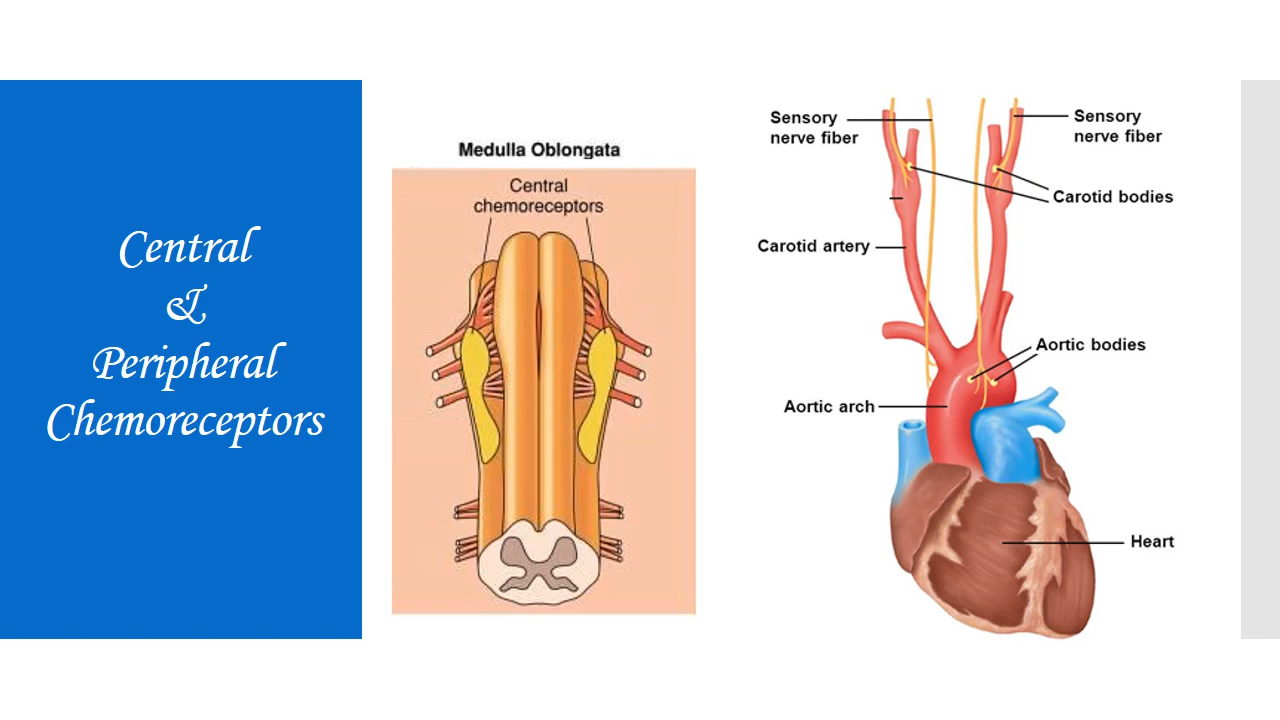 Central
&
Peripheral
Chemoreceptors
Medulla Oblongata
Central
chemoreceptors
Sensory
nerve fiber
Sensory
nerve fiber
Carotid bodies
Carotid artery
Aortic bodies
Aortic arch
Heart